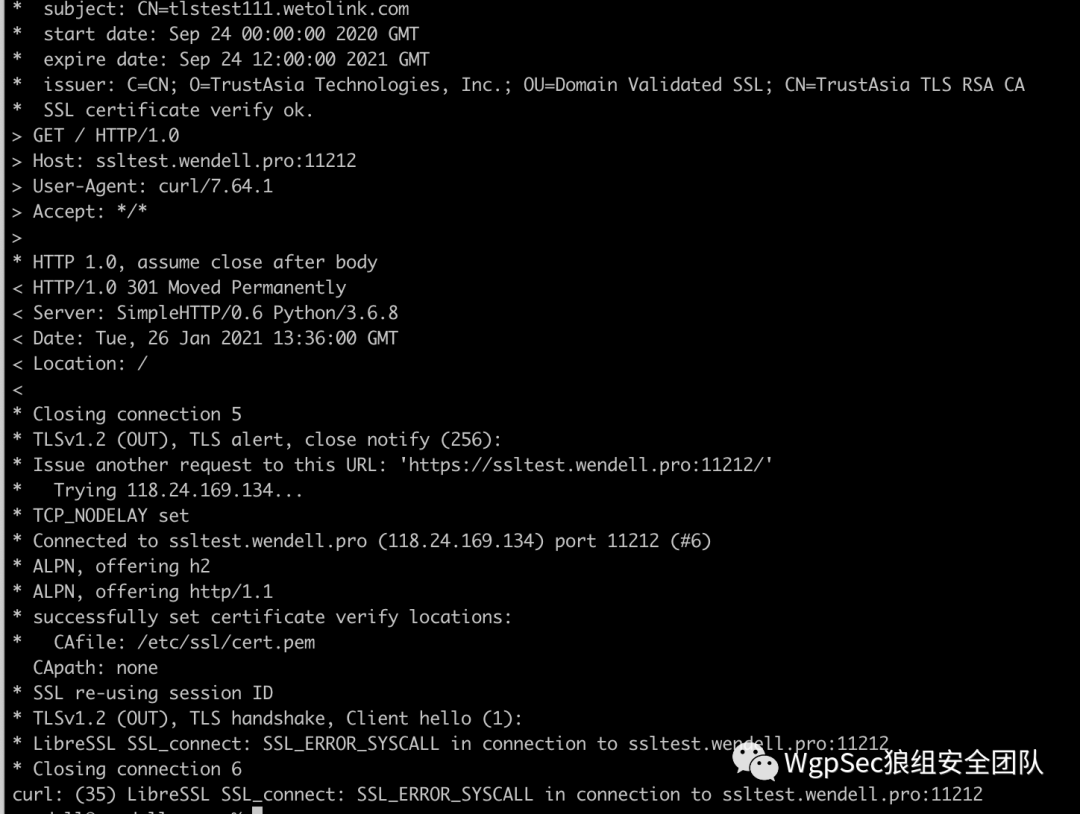 * subject: CN=tlstest111.wetolink.com
* start date: Sep 24 00:00:00 2020 GMT
* expire date: Sep 24 12:00:00 2021 GMT
* issuer: C=CN; O=TrustAsia Technologies, Inc.; OU=Domain Validated SSL; CN=TrustAsia TLS RSA CA
* SSL certificate verify ok.
> GET / HTTP/1.0
> Host: ssltest.wendell.pro:11212
> User-Agent: curl/7.64.1
> Accept: */*
>
* HTTP 1.0, assume close after body
< HTTP/1.0 301 Moved Permanently
< Server: SimpleHTTP/0.6 Python/3.6.8
< Date: Tue, 26 Jan 2021 13:36:00 GMT
< Location: /
<
* Closing connection 5
* TLSv1.2 (OUT), TLS alert, close notify (256):
* Issue another request to this URL: 'https://ssltest.wendell.pro:11212/'
* Trying 118.24.169.134...
* TCP_NODELAY set
* Connected to ssltest.wendell.pro (118.24.169.134) port 11212 (#6)
* ALPN, offering h2
* ALPN, offering http/1.1
* successfully set certificate verify locations:
* CAfile: /etc/ssl/cert.pem
CApath: none
* SSL re-using session ID
* TLSv1.2 (OUT), TLS handshake, Client hello (1):
* LibreSSL SSL_connect: SSL_ERROR_SYSCALL in connection to ssltest.wendell.pro:11212
* Closing connection 6
WgpSec狼组安全团队
curl: (35) LibreSSL SSL_connect: SSL_ERROR_SYSCALL in connection to ssltest.wendell.pro:11212